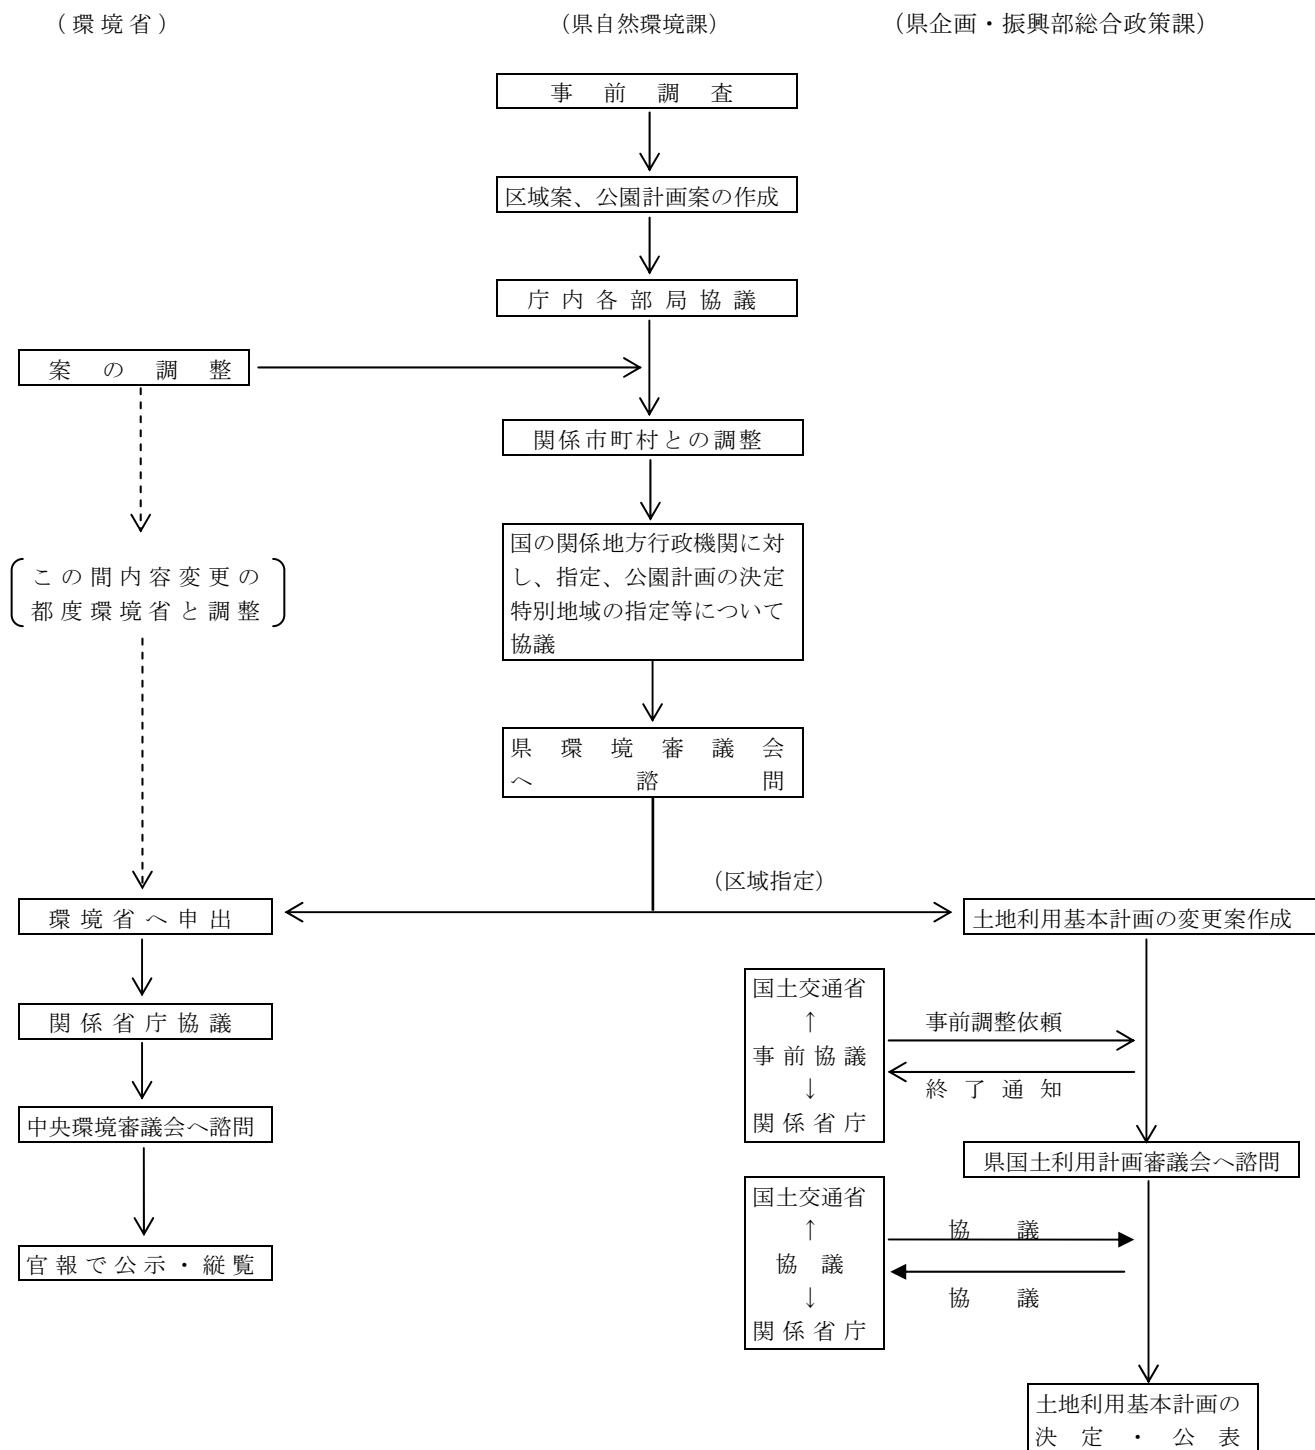 （環境省）
（県自然環境課）
（県企画・振興部総合政策課）
事前調査
区域案、公園計画案の作成
庁内各部局協議
案の調整
関係市町村との調整
国の関係地方行政機関に対
し、指定、公園計画の決定
特別地域の指定等について
協議
この間内容変更の
都度環境省と調整
県環境審議会
へ諮問
（区域指定）
環境省へ申出
土地利用基本計画の変更案作成
関係省庁協議
中央環境審議会へ諮問
官報で公示・縦覧
国土交通省
↑
事前協議
↓
関係省庁
事前調整依頼
終了通知
県国土利用計画審議会へ諮問
国土交通省
↑
協議
↓
関係省庁
協議
協議
土地利用基本計画の
決定・公表